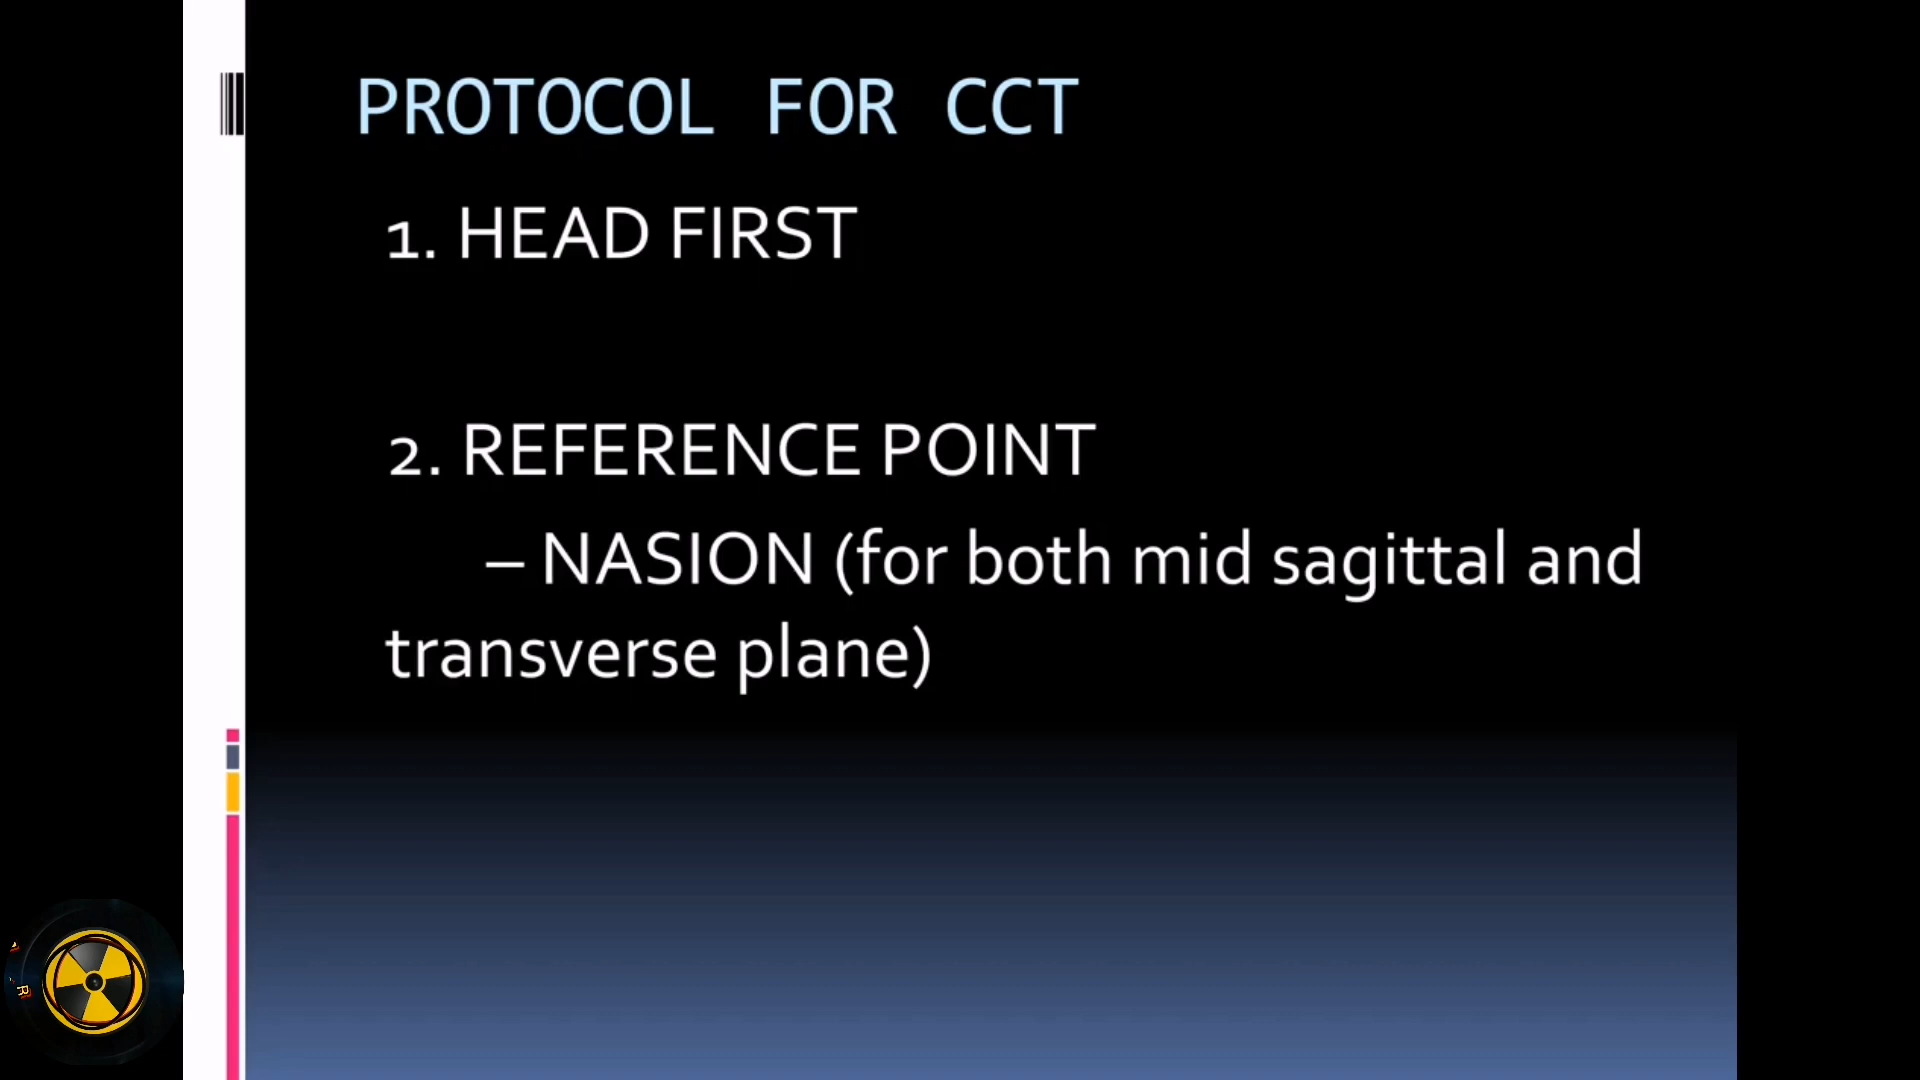 PROTOCOL FOR CCT
1. HEAD FIRST
2. REFERENCE POINT
– NASION (for both mid sagittal and
transverse plane)
R